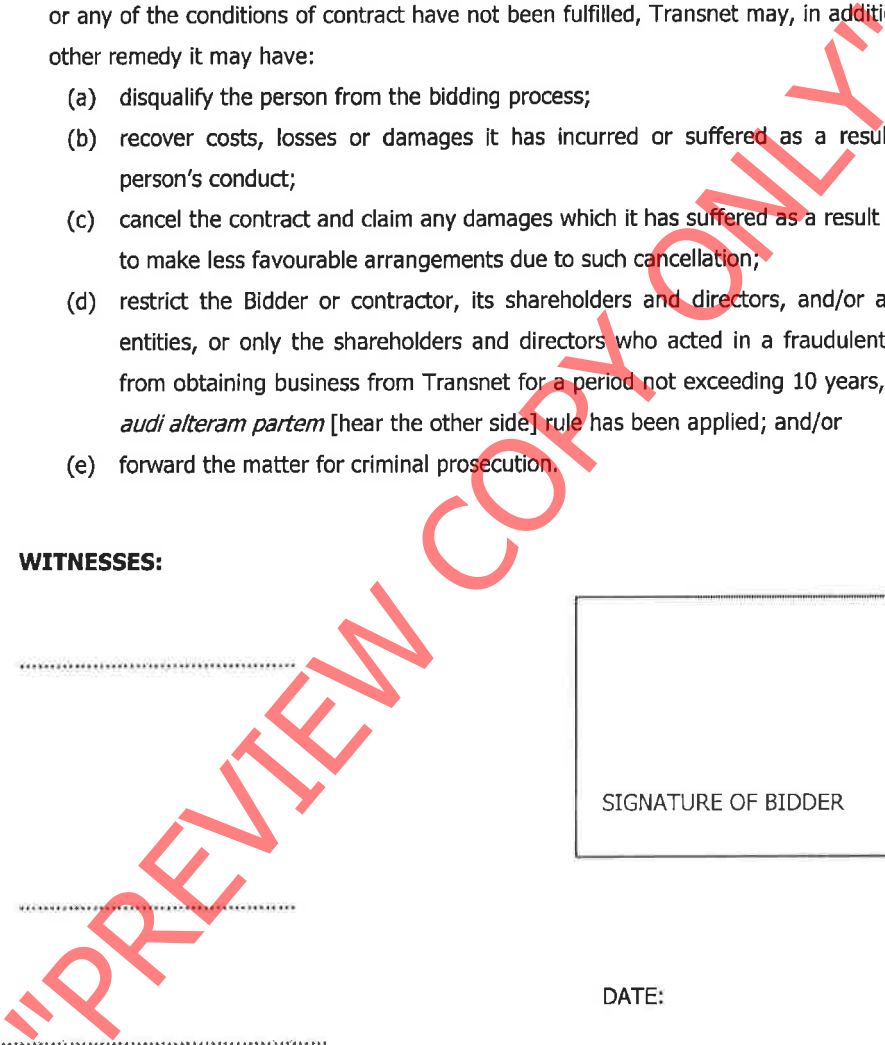 or any of the conditions of contract have not been fulfilled, Transnet may, in
other remedy it may have:
(a) disqualify the person from the bidding process;
(b) recover costs, losses or damages it has incurred or suffered as a
person's conduct;
(c) cancel the contract and claim any damages which it has suffered as a result
to make less favourable arrangements due to such cancellation;
(d) restrict the Bidder or contractor, its shareholders and directors, and/or
entities, or only the shareholders and directors who acted in a fraudulent
from obtaining business from Transnet for a period not exceeding 10 years,
audi alteram partem [hear the other side] rule has been applied; and/or
(e) forward the matter for criminal prosecution.
WITNESSES:
SIGNATURE OF BIDDER
DATE:
"PREVIEW COPY ONLY"